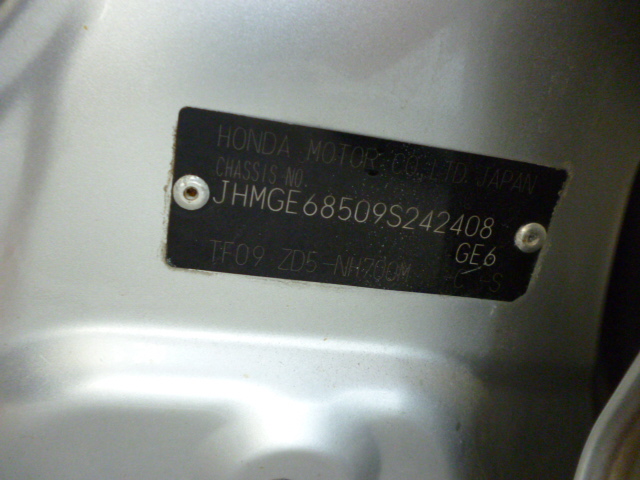 HONDA MOTOR CO., LTD. JAPAN
CHASSIS NO.
JHMGE68509S242408
GE6
TF09 ZD5-NH700M -C -S